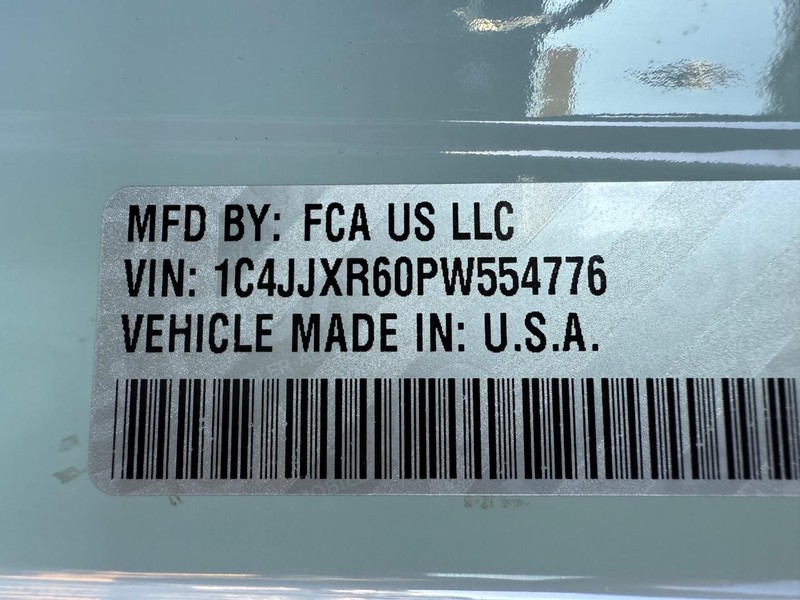 MFD BY: FCA US LLC
VIN: 1C4JJXR60PW554776
VEHICLE MADE IN: U.S.A.